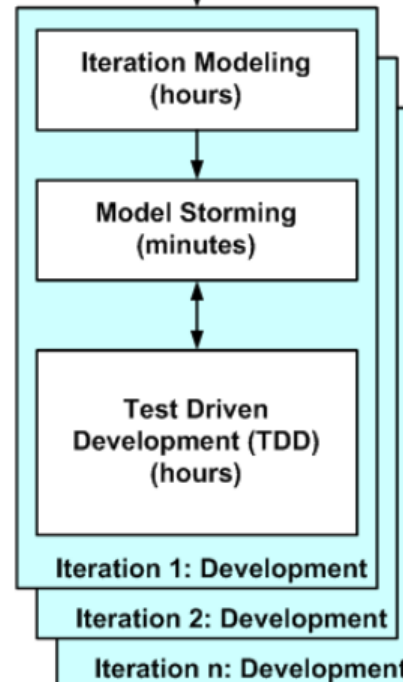 Iteration Modeling
(hours)
Model Storming
(minutes)
Test Driven
Development (TDD)
(hours)
Iteration 1: Development
Iteration 2: Development
Iteration n: Development